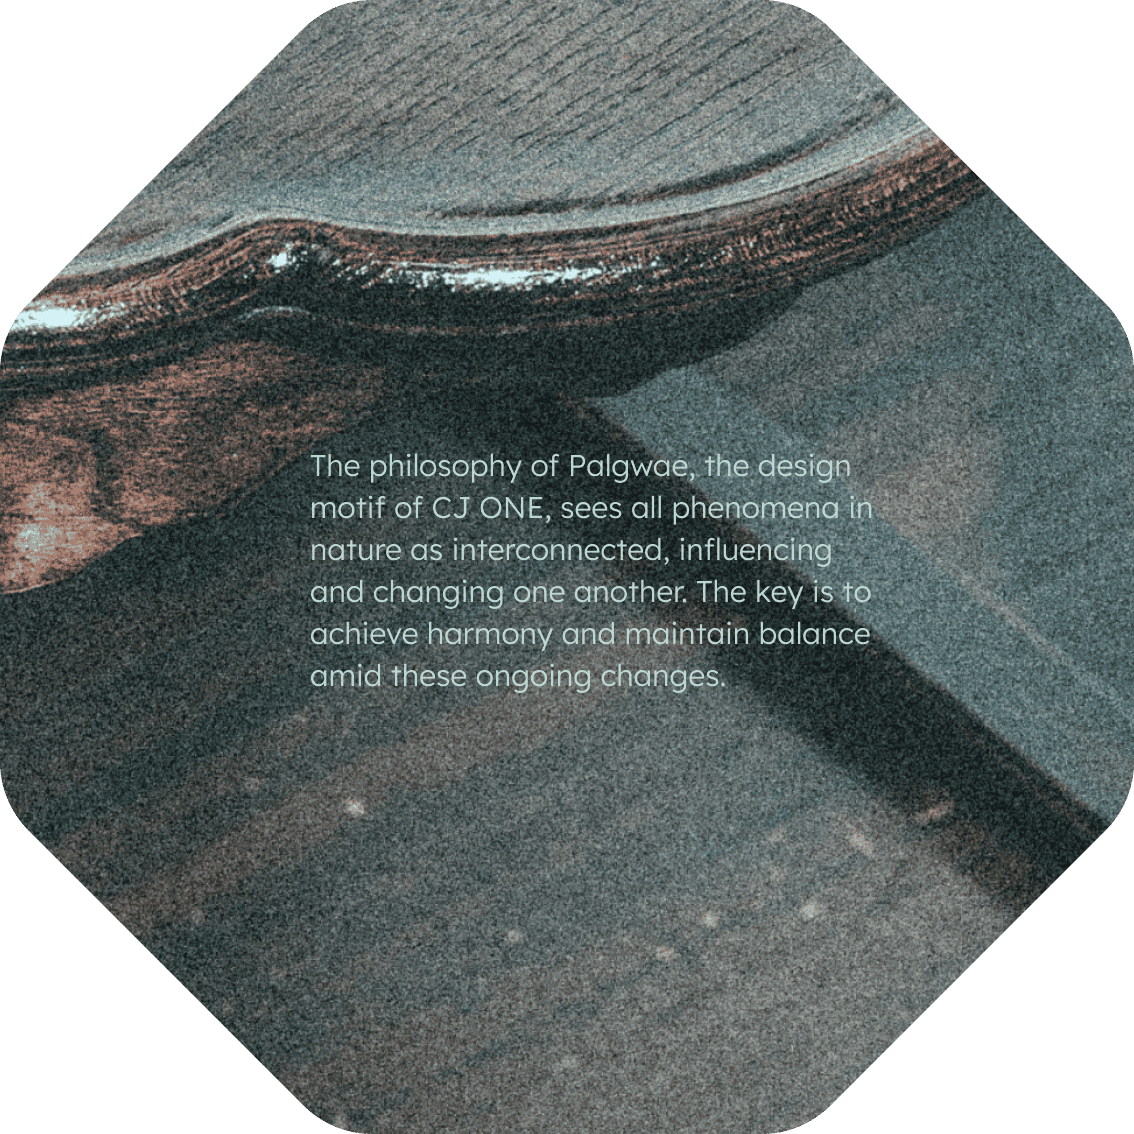 The philosophy of Palgwae, the design
motif of CJ ONE, sees all phenomena in
nature as interconnected, influencing
and changing one another. The key is to
achieve harmony and maintain balance
amid these ongoing changes.